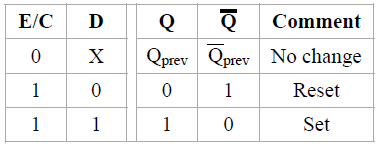 E/C D Q Q̅ Comment
0 X Qprev Q̅prev No change
1 0 0 1 Reset
1 1 1 0 Set